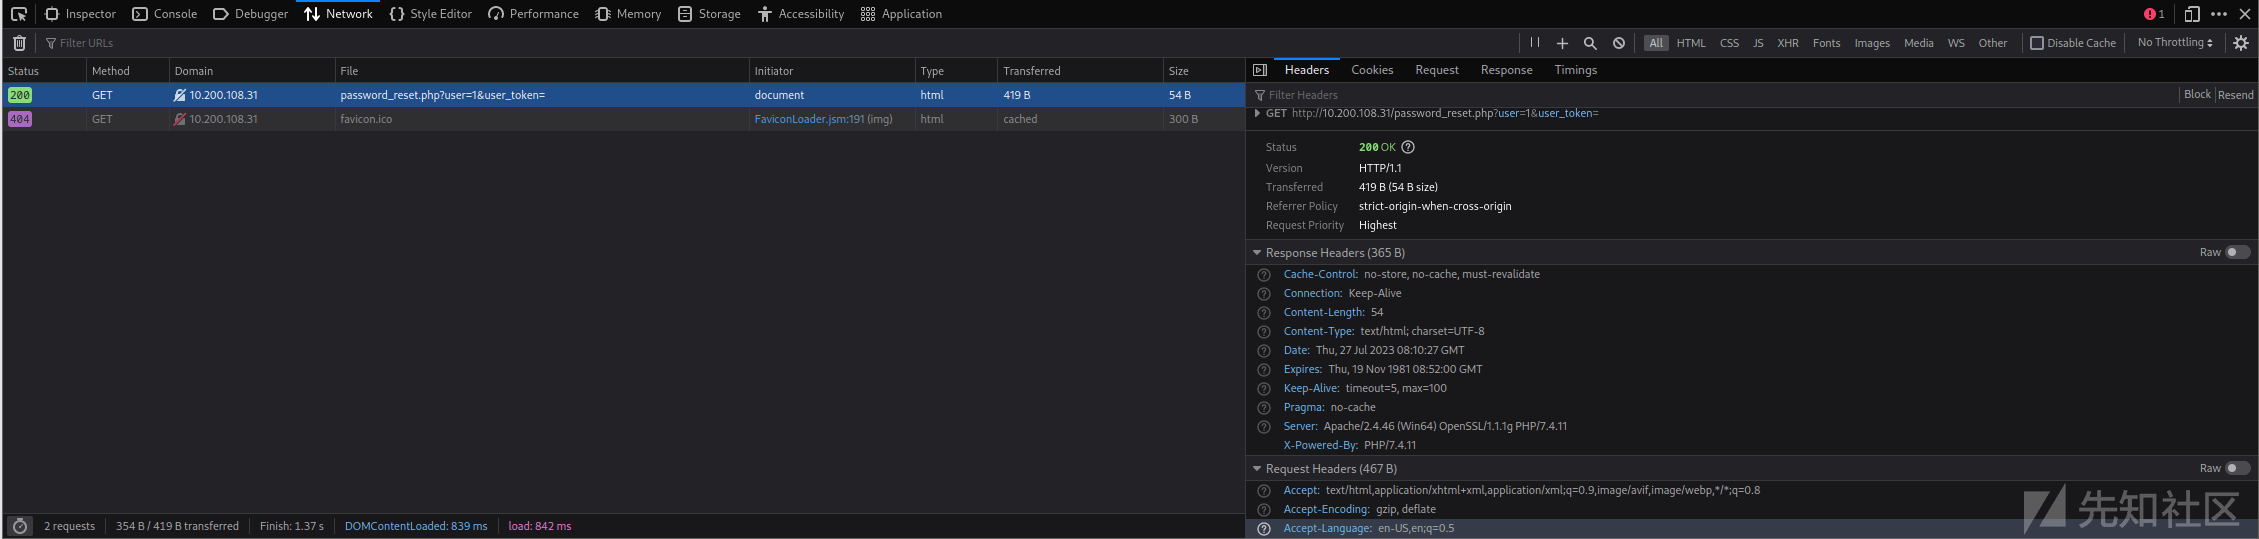 Inspector Console Debugger Network Style Editor Performance Memory Storage Accessibility Application 1
Filter URLs
All HTML CSS JS XHR Fonts Images Media WS Other Disable Cache No Throttling
Status Method Domain File Initiator Type Transferred Size
200 GET 10.200.108.31 password_reset.php?user=1&user_token= document html 419 B 54 B
404 GET 10.200.108.31 favicon.ico FaviconLoader.jsm:191 (img) html cached 300 B
2 requests 354 B / 419 B transferred Finish: 1.37 s DOMContentLoaded: 839 ms load: 842 ms
Headers Cookies Request Response Timings
Filter Headers Block Resend
GET http://10.200.108.31/password_reset.php?user=1&user_token=
Status 200 OK
Version HTTP/1.1
Transferred 419 B (54 B size)
Referrer Policy strict-origin-when-cross-origin
Request Priority Highest
Response Headers (365 B) Raw
Cache-Control: no-store, no-cache, must-revalidate
Connection: Keep-Alive
Content-Length: 54
Content-Type: text/html; charset=UTF-8
Date: Thu, 27 Jul 2023 08:10:27 GMT
Expires: Thu, 19 Nov 1981 08:52:00 GMT
Keep-Alive: timeout=5, max=100
Pragma: no-cache
Server: Apache/2.4.46 (Win64) OpenSSL/1.1.1g PHP/7.4.11
X-Powered-By: PHP/7.4.11
Request Headers (467 B) Raw
Accept: text/html,application/xhtml+xml,application/xml;q=0.9,image/avif,image/webp,*/*;q=0.8
Accept-Encoding: gzip, deflate
Accept-Language: en-US,en;q=0.5
先知社区